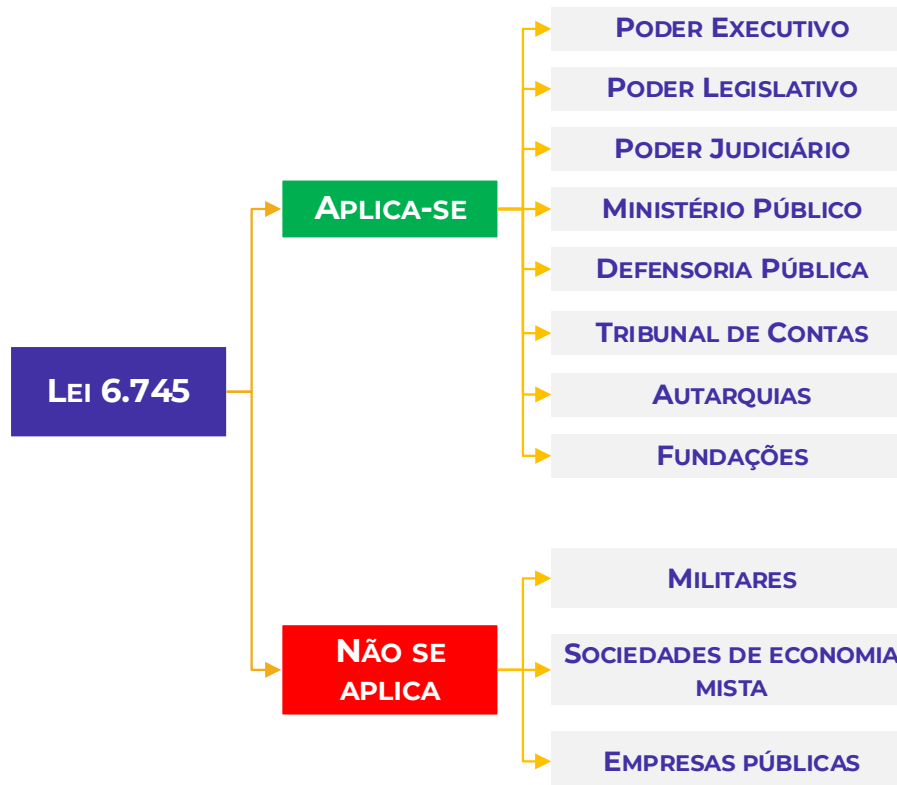 LEI 6.745
APLICA-SE
PODER EXECUTIVO
PODER LEGISLATIVO
PODER JUDICIÁRIO
MINISTÉRIO PÚBLICO
DEFENSORIA PÚBLICA
TRIBUNAL DE CONTAS
AUTARQUIAS
FUNDAÇÕES
NÃO SE
APLICA
MILITARES
SOCIEDADES DE ECONOMIA
MISTA
EMPRESAS PÚBLICAS